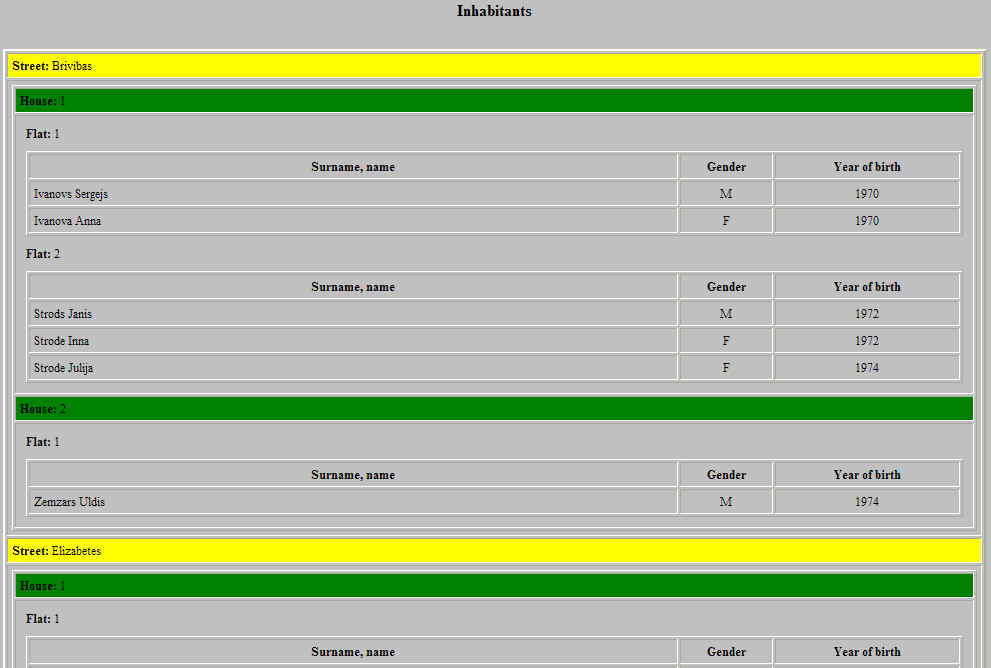 Inhabitants
Street: Brivibas
House: 1
Flat: 1
Surname, name Gender Year of birth
Ivanovs Sergejs M 1970
Ivanova Anna F 1970
Flat: 2
Surname, name Gender Year of birth
Strods Janis M 1972
Strode Inna F 1972
Strode Julija F 1974
House: 2
Flat: 1
Surname, name Gender Year of birth
Zemzars Uldis M 1974
Street: Elizabetes
House: 1
Flat: 1
Surname, name Gender Year of birth